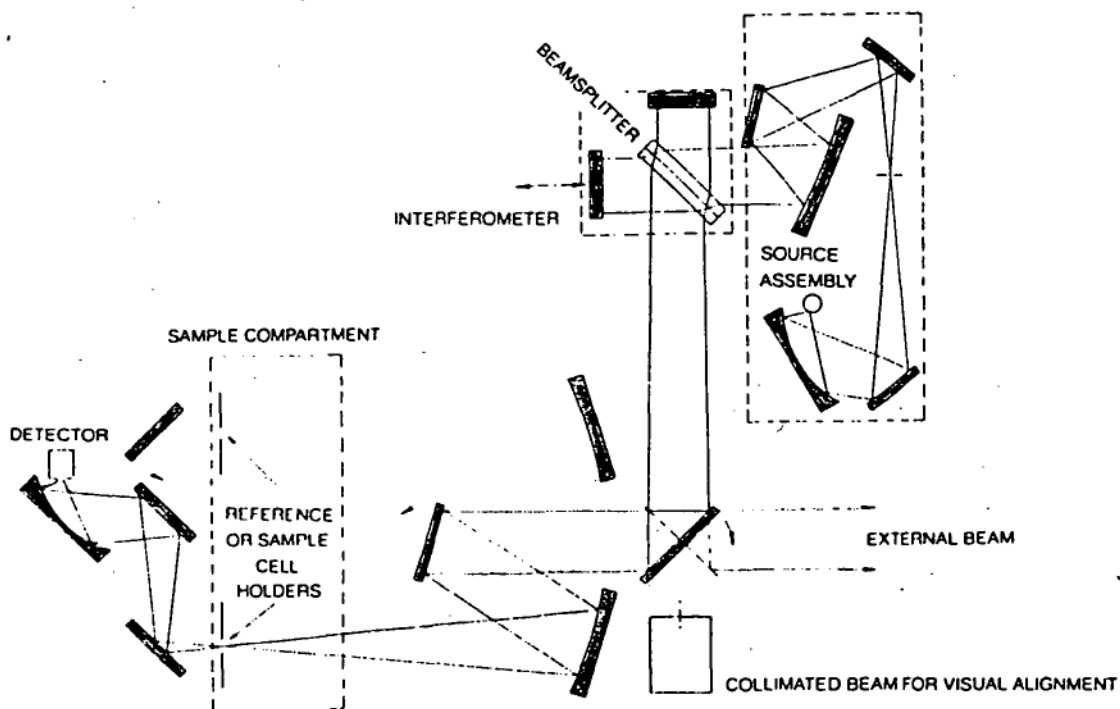 BEAMSPLITTER
INTERFEROMETER
SOURCE
ASSEMBLY
SAMPLE COMPARTMENT
DETECTOR
REFERENCE
OR SAMPLE
CELL
HOLDERS
EXTERNAL BEAM
COLLIMATED BEAM FOR VISUAL ALIGNMENT